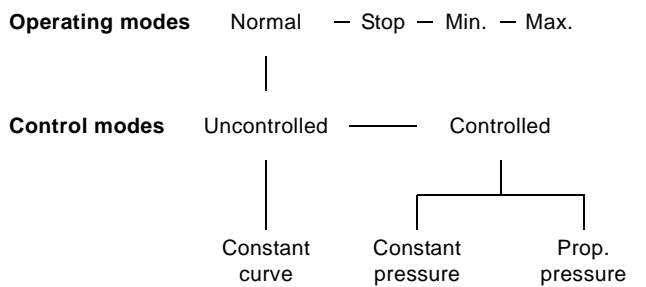 Operating modes Normal – Stop – Min. – Max.
Control modes Uncontrolled Controlled
Constant curve Constant pressure Prop. pressure